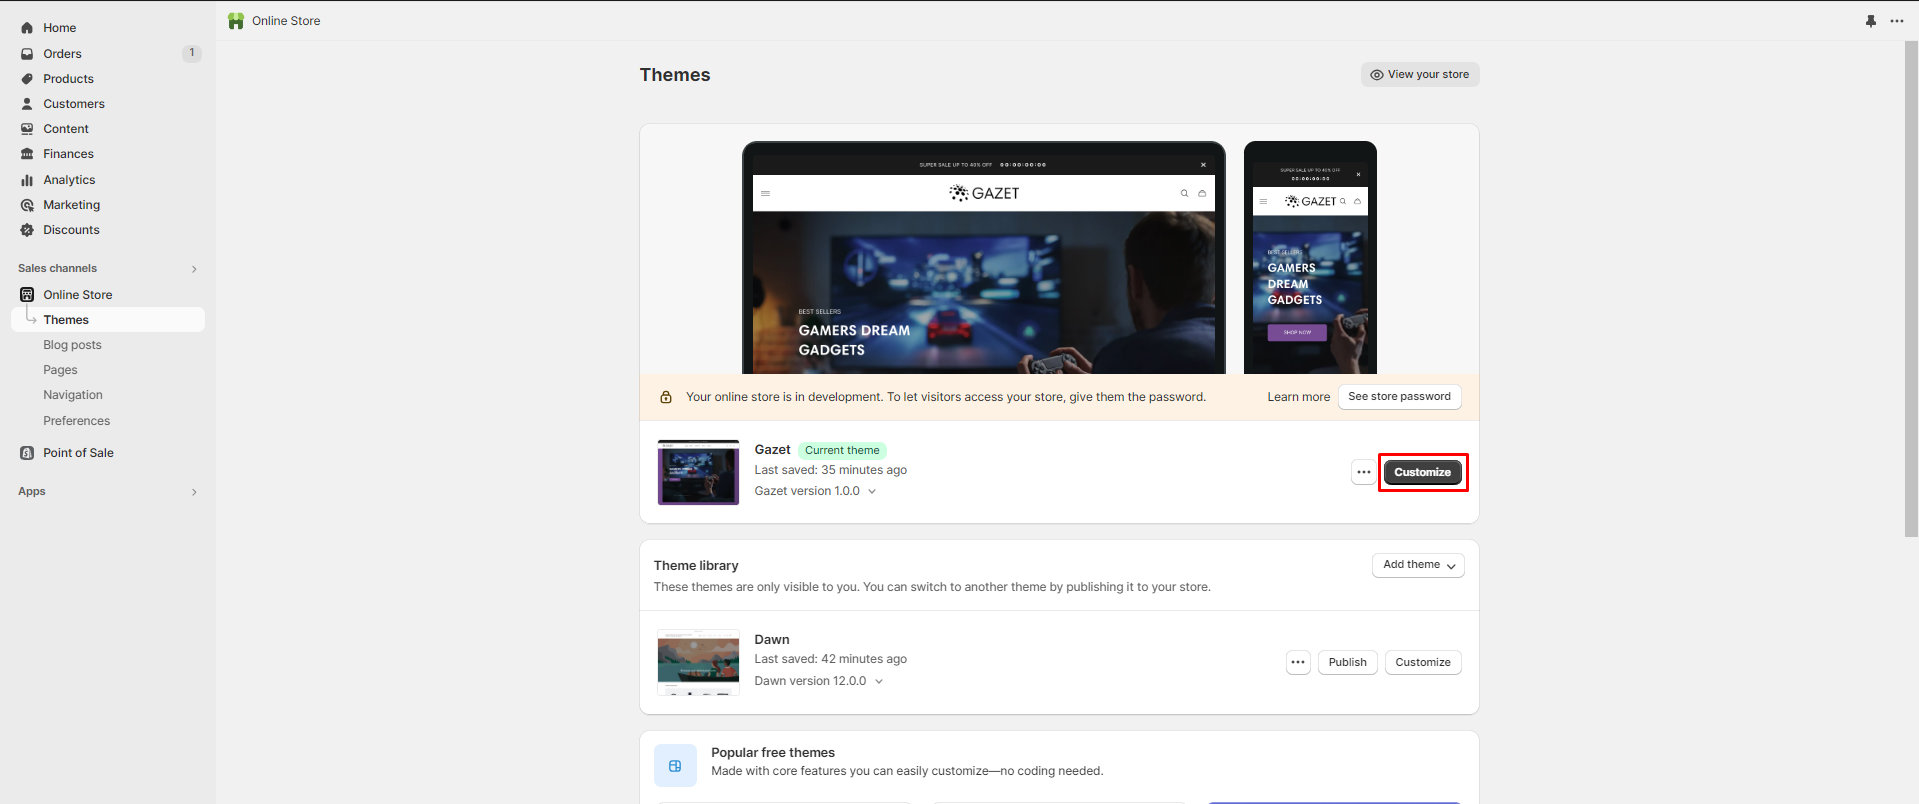 Home
Orders 1
Products
Customers
Content
Finances
Analytics
Marketing
Discounts
Sales channels
Online Store
Themes
Blog posts
Pages
Navigation
Preferences
Point of Sale
Apps
Online Store
Themes
View your store
SUPER SALE UP TO 40% OFF 00:00:00:00
GAZET
BEST SELLERS
GAMERS DREAM
GADGETS
SUPER SALE UP TO 40% OFF
00:00:00:00
GAZET
BEST SELLERS
GAMERS
DREAM
GADGETS
SHOP NOW
Your online store is in development. To let visitors access your store, give them the password. Learn more See store password
Gazet Current theme
Last saved: 35 minutes ago
Gazet version 1.0.0
Customize
Theme library
These themes are only visible to you. You can switch to another theme by publishing it to your store.
Add theme
Dawn
Last saved: 42 minutes ago
Dawn version 12.0.0
Publish Customize
Popular free themes
Made with core features you can easily customize—no coding needed.